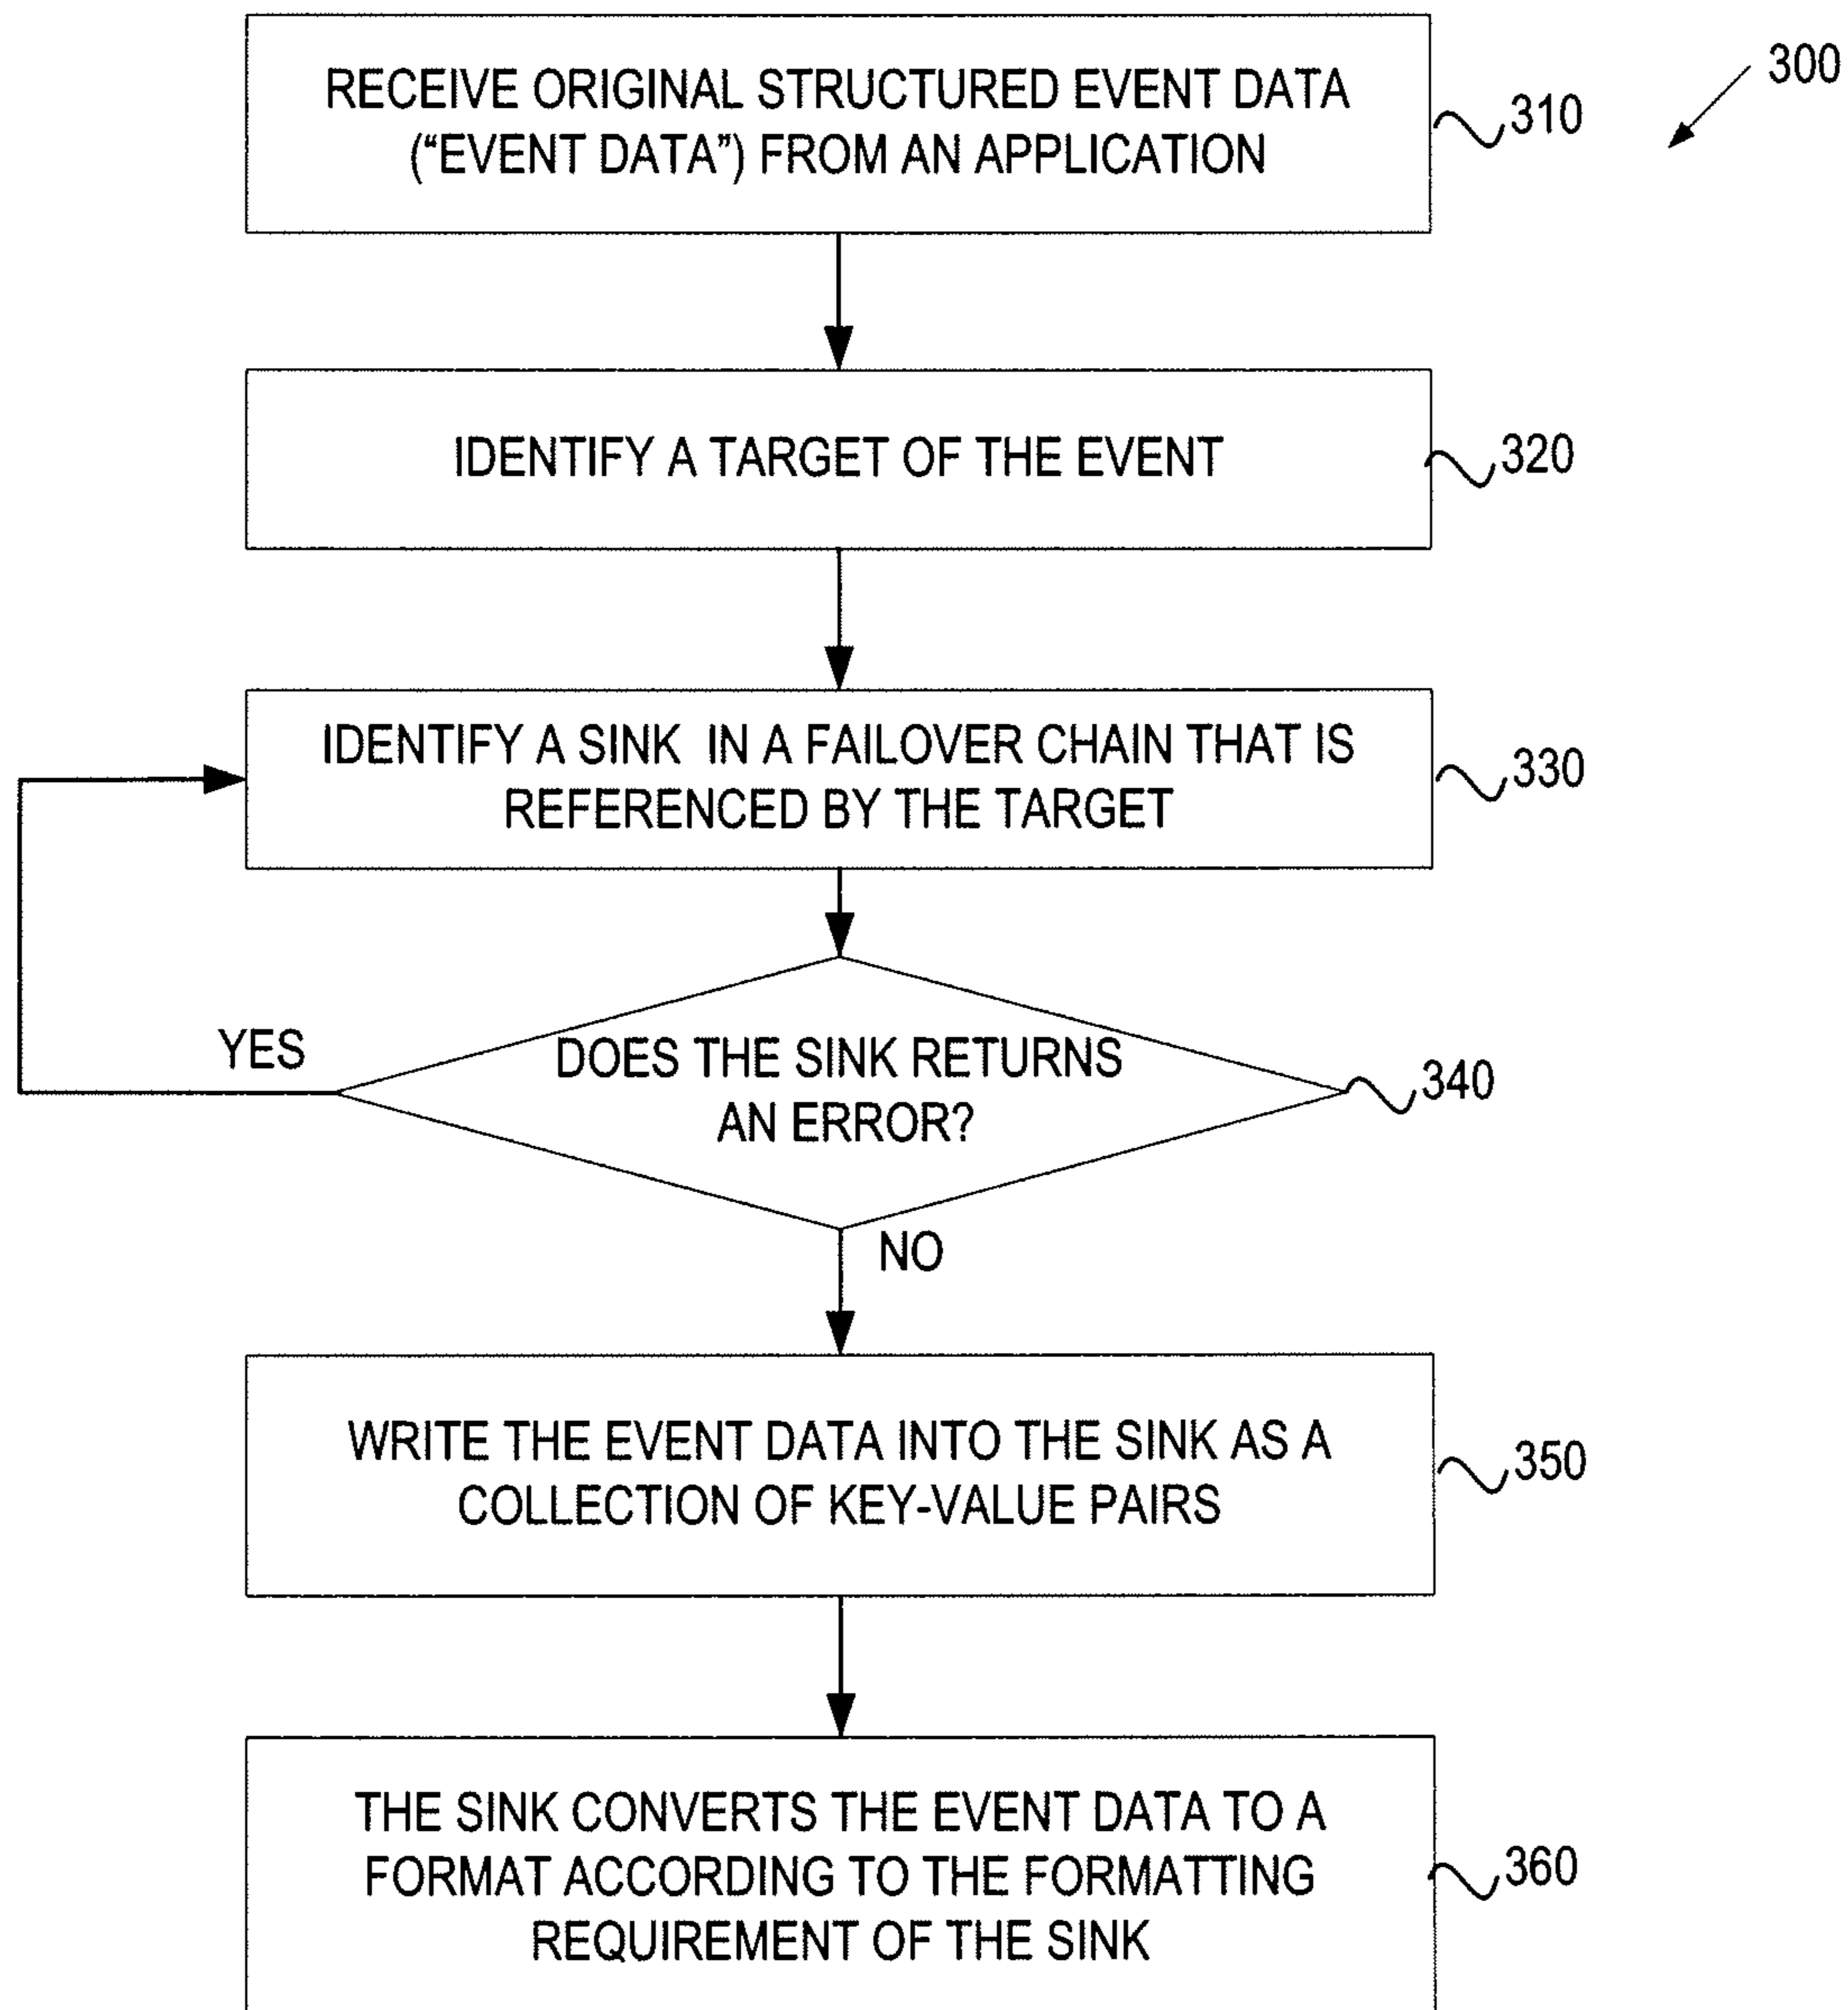 RECEIVE ORIGINAL STRUCTURED EVENT DATA
(“EVENT DATA”) FROM AN APPLICATION
310
300
IDENTIFY A TARGET OF THE EVENT
320
IDENTIFY A SINK IN A FAILOVER CHAIN THAT IS
REFERENCED BY THE TARGET
330
YES
DOES THE SINK RETURNS
AN ERROR?
340
NO
WRITE THE EVENT DATA INTO THE SINK AS A
COLLECTION OF KEY-VALUE PAIRS
350
THE SINK CONVERTS THE EVENT DATA TO A
FORMAT ACCORDING TO THE FORMATTING
REQUIREMENT OF THE SINK
360